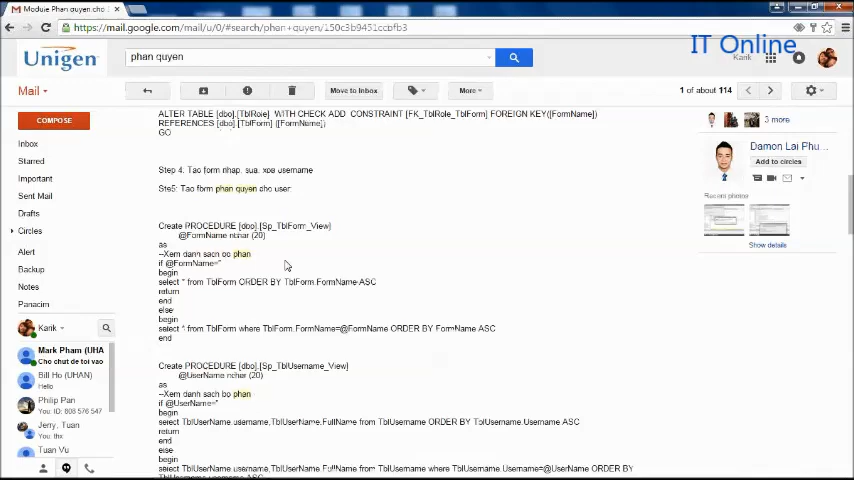 Module Phan quyen cho
https://mail.google.com/mail/u/0/#search/phan+quyen/150c3b9451ccbfb3
IT Online
Unigen
phan quyen
Karik
Mail
Move to Inbox
More
1 of about 114
COMPOSE
Inbox
Starred
Important
Sent Mail
Drafts
Circles
Alert
Backup
Notes
Panacim
Karik
Mark Pham (UHA
Cho chut de toi vao
Bill Ho (UHAN)
Hello
Philip Pan
You: ID: 808 576 547
Jerry, Tuan
You: thx
Tuan Vu
ALTER TABLE [dbo].[TblRole] WITH CHECK ADD CONSTRAINT [FK_TblRole_TblForm] FOREIGN KEY([FormName])
REFERENCES [dbo].[TblForm] ([FormName])
GO
Step 4: Tao form nhap, sua, xoa username
Ste5: Tao form phan quyen cho user:
Create PROCEDURE [dbo].[Sp_TblForm_View]
@FormName nchar (20)
as
--Xem danh sach bo phan
if @FormName=''
begin
select * from TblForm ORDER BY TblForm.FormName ASC
return
end
else
begin
select * from TblForm where TblForm.FormName=@FormName ORDER BY FormName ASC
end
Create PROCEDURE [dbo].[Sp_TblUsername_View]
@UserName nchar (20)
as
--Xem danh sach bo phan
if @UserName=''
begin
select TblUserName.username,TblUserName.FullName from TblUsername ORDER BY TblUsername.Username ASC
return
end
else
begin
select TblUserName.username,TblUserName.FullName from TblUsername where TblUsername.Username=@UserName ORDER BY
3 more
Damon Lai Phu ...
Add to circles
Recent photos
Show details